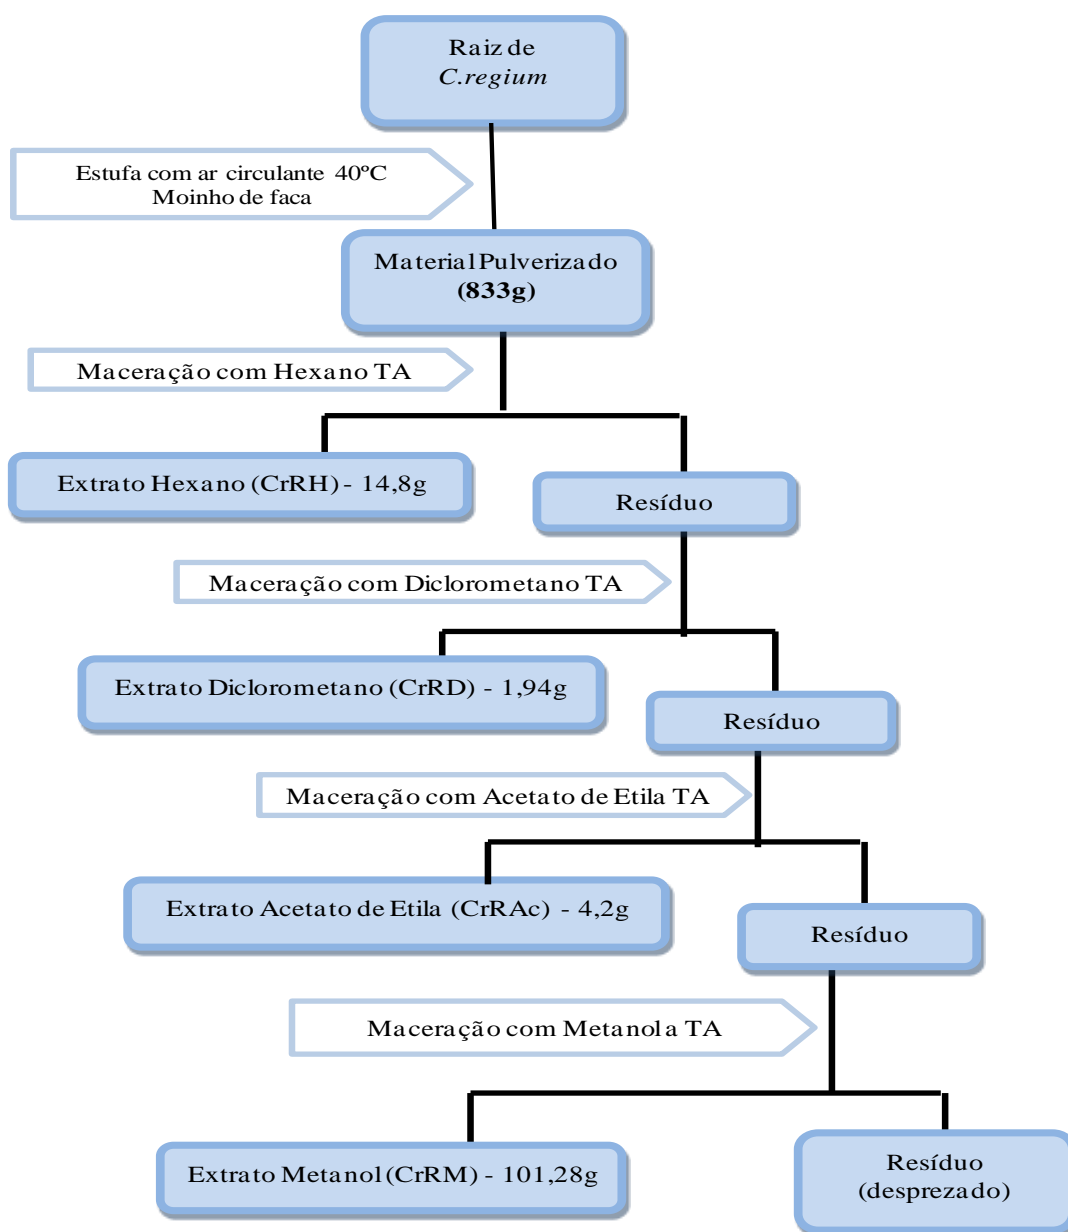 Raiz de
C.regium
Estufa com ar circulante 40ºC
Moinho de faca
Material Pulverizado
(833g)
Maceração com Hexano TA
Extrato Hexano (CrRH) - 14,8g
Resíduo
Maceração com Diclorometano TA
Extrato Diclorometano (CrRD) - 1,94g
Resíduo
Maceração com Acetato de Etila TA
Extrato Acetato de Etila (CrRAc) - 4,2g
Resíduo
Maceração com Metanol a TA
Extrato Metanol (CrRM) - 101,28g
Resíduo
(desprezado)